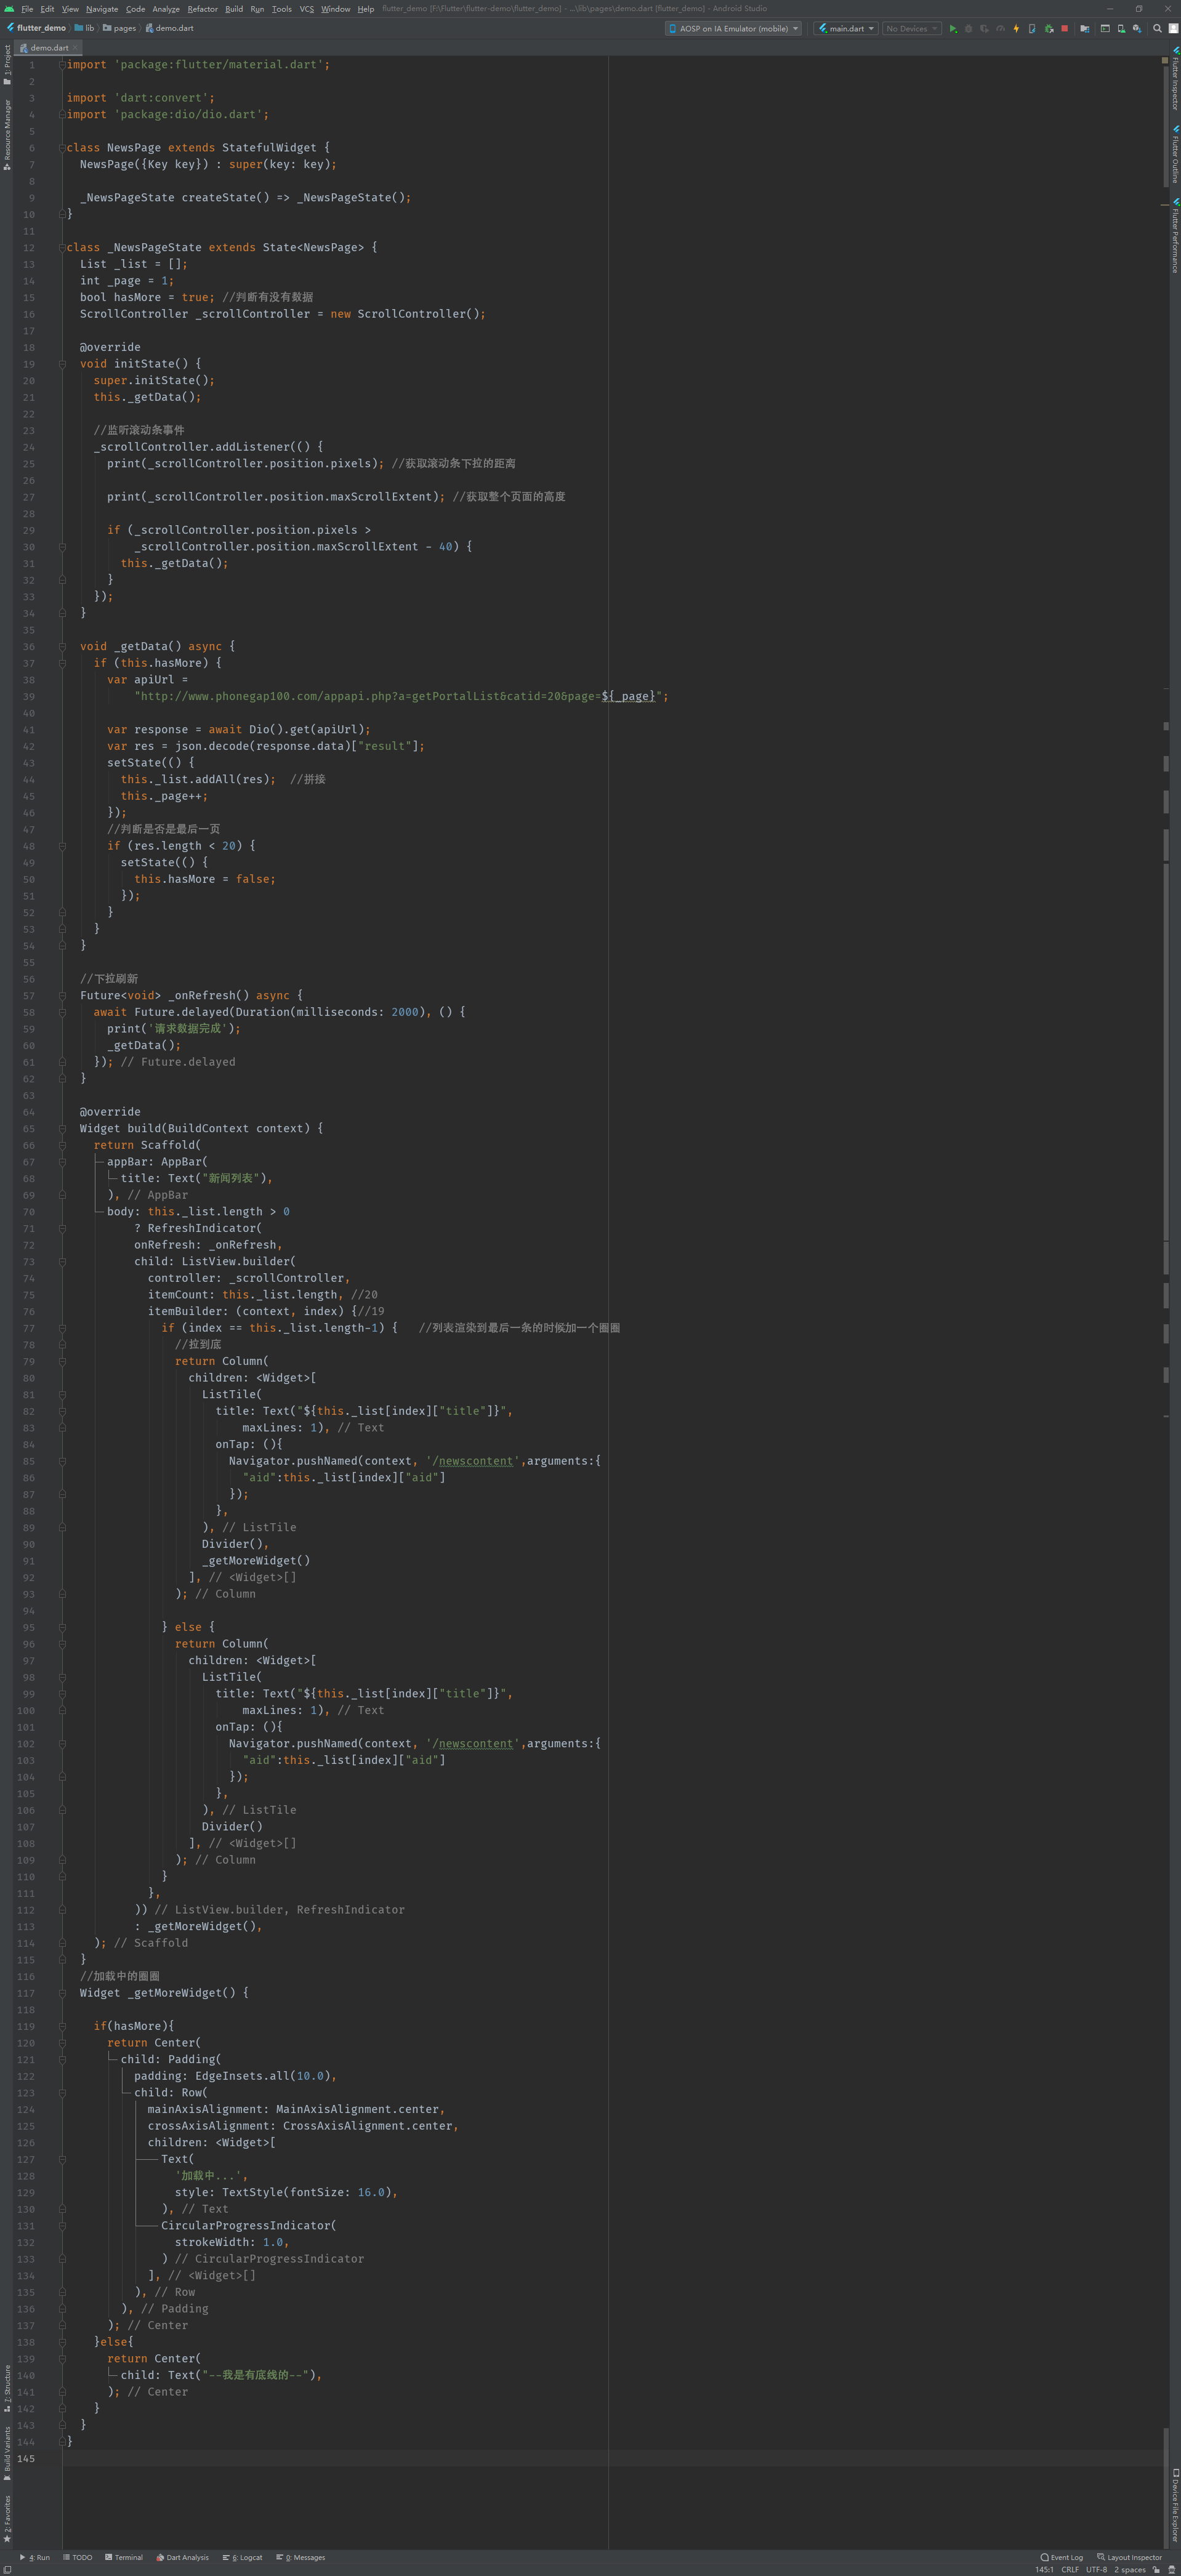 File Edit View Navigate Code Analyze Refactor Build Run Tools VCS Window Help flutter_demo [F:\Flutter\flutter-demo\flutter_demo] - ...\lib\pages\demo.dart [flutter_demo] - Android Studio
flutter_demo lib pages demo.dart AOSP on IA Emulator (mobile) main.dart No Devices
demo.dart
1: Project
Resource Manager
Flutter Inspector
Flutter Outline
Flutter Performance
1 import 'package:flutter/material.dart';
2
3 import 'dart:convert';
4 import 'package:dio/dio.dart';
5
6 class NewsPage extends StatefulWidget {
7 NewsPage({Key key}) : super(key: key);
8
9 _NewsPageState createState() => _NewsPageState();
10 }
11
12 class _NewsPageState extends State<NewsPage> {
13 List _list = [];
14 int _page = 1;
15 bool hasMore = true; //判断有没有数据
16 ScrollController _scrollController = new ScrollController();
17
18 @override
19 void initState() {
20 super.initState();
21 this._getData();
22
23 //监听滚动条事件
24 _scrollController.addListener(() {
25 print(_scrollController.position.pixels); //获取滚动条下拉的距离
26
27 print(_scrollController.position.maxScrollExtent); //获取整个页面的高度
28
29 if (_scrollController.position.pixels >
30 _scrollController.position.maxScrollExtent - 40) {
31 this._getData();
32 }
33 });
34 }
35
36 void _getData() async {
37 if (this.hasMore) {
38 var apiUrl =
39 "http://www.phonegap100.com/appapi.php?a=getPortalList&catid=20&page=${_page}";
40
41 var response = await Dio().get(apiUrl);
42 var res = json.decode(response.data)["result"];
43 setState(() {
44 this._list.addAll(res); //拼接
45 this._page++;
46 });
47 //判断是否是最后一页
48 if (res.length < 20) {
49 setState(() {
50 this.hasMore = false;
51 });
52 }
53 }
54 }
55
56 //下拉刷新
57 Future<void> _onRefresh() async {
58 await Future.delayed(Duration(milliseconds: 2000), () {
59 print('请求数据完成');
60 _getData();
61 }); // Future.delayed
62 }
63
64 @override
65 Widget build(BuildContext context) {
66 return Scaffold(
67 appBar: AppBar(
68 title: Text("新闻列表"),
69 ), // AppBar
70 body: this._list.length > 0
71 ? RefreshIndicator(
72 onRefresh: _onRefresh,
73 child: ListView.builder(
74 controller: _scrollController,
75 itemCount: this._list.length, //20
76 itemBuilder: (context, index) {//19
77 if (index == this._list.length-1) { //列表渲染到最后一条的时候加一个圈圈
78 //拉到底
79 return Column(
80 children: <Widget>[
81 ListTile(
82 title: Text("${this._list[index]["title"]}",
83 maxLines: 1), // Text
84 onTap: (){
85 Navigator.pushNamed(context, '/newscontent',arguments:{
86 "aid":this._list[index]["aid"]
87 });
88 },
89 ), // ListTile
90 Divider(),
91 _getMoreWidget()
92 ], // <Widget>[]
93 ); // Column
94
95 } else {
96 return Column(
97 children: <Widget>[
98 ListTile(
99 title: Text("${this._list[index]["title"]}",
100 maxLines: 1), // Text
101 onTap: (){
102 Navigator.pushNamed(context, '/newscontent',arguments:{
103 "aid":this._list[index]["aid"]
104 });
105 },
106 ), // ListTile
107 Divider()
108 ], // <Widget>[]
109 ); // Column
110 }
111 },
112 )) // ListView.builder, RefreshIndicator
113 : _getMoreWidget(),
114 ); // Scaffold
115 }
116 //加载中的圈圈
117 Widget _getMoreWidget() {
118
119 if(hasMore){
120 return Center(
121 child: Padding(
122 padding: EdgeInsets.all(10.0),
123 child: Row(
124 mainAxisAlignment: MainAxisAlignment.center,
125 crossAxisAlignment: CrossAxisAlignment.center,
126 children: <Widget>[
127 Text(
128 '加载中...',
129 style: TextStyle(fontSize: 16.0),
130 ), // Text
131 CircularProgressIndicator(
132 strokeWidth: 1.0,
133 ) // CircularProgressIndicator
134 ], // <Widget>[]
135 ), // Row
136 ), // Padding
137 ); // Center
138 }else{
139 return Center(
140 child: Text("--我是有底线的--"),
141 ); // Center
142 }
143 }
144 }
145
7: Structure
Build Variants
2: Favorites
Device File Explorer
4: Run TODO Terminal Dart Analysis 6: Logcat 0: Messages Event Log Layout Inspector
145:1 CRLF UTF-8 2 spaces